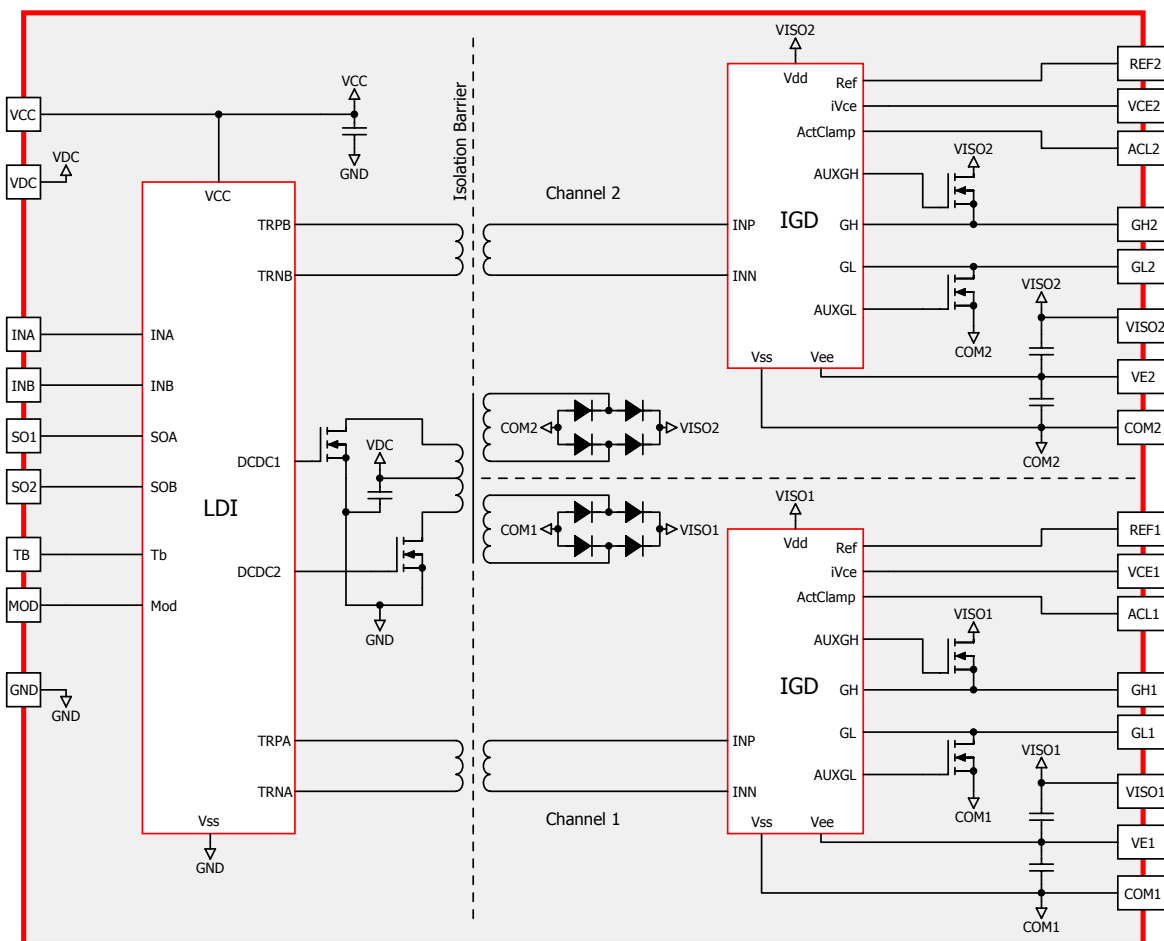 VISO2
REF2
Vdd
Ref
VCC
iVce
VCE2
VCC
Isolation Barrier
ActClamp
ACL2
VDC
VISO2
GND
VDC
AUXGH
VCC
Channel 2
TRPB
INP
IGD
GH
GH2
TRNB
INN
GL
GL2
VISO2
AUXGL
INA
INA
VISO2
COM2
Vss
Vee
INB
INB
VE2
SO1
SOA
COM2
VISO2
COM2
VDC
DCDC1
COM2
SO2
SOB
LDI
VISO1
REF1
COM1
VISO1
Vdd
Ref
TB
Tb
DCDC2
iVce
VCE1
MOD
Mod
ActClamp
ACL1
VISO1
GND
AUXGH
GND
IGD
GH
GH1
GND
TRPA
INP
GL
GL1
VISO1
AUXGL
TRNA
INN
VISO1
COM1
Vss
Channel 1
Vss
Vee
VE1
GND
COM1
COM1